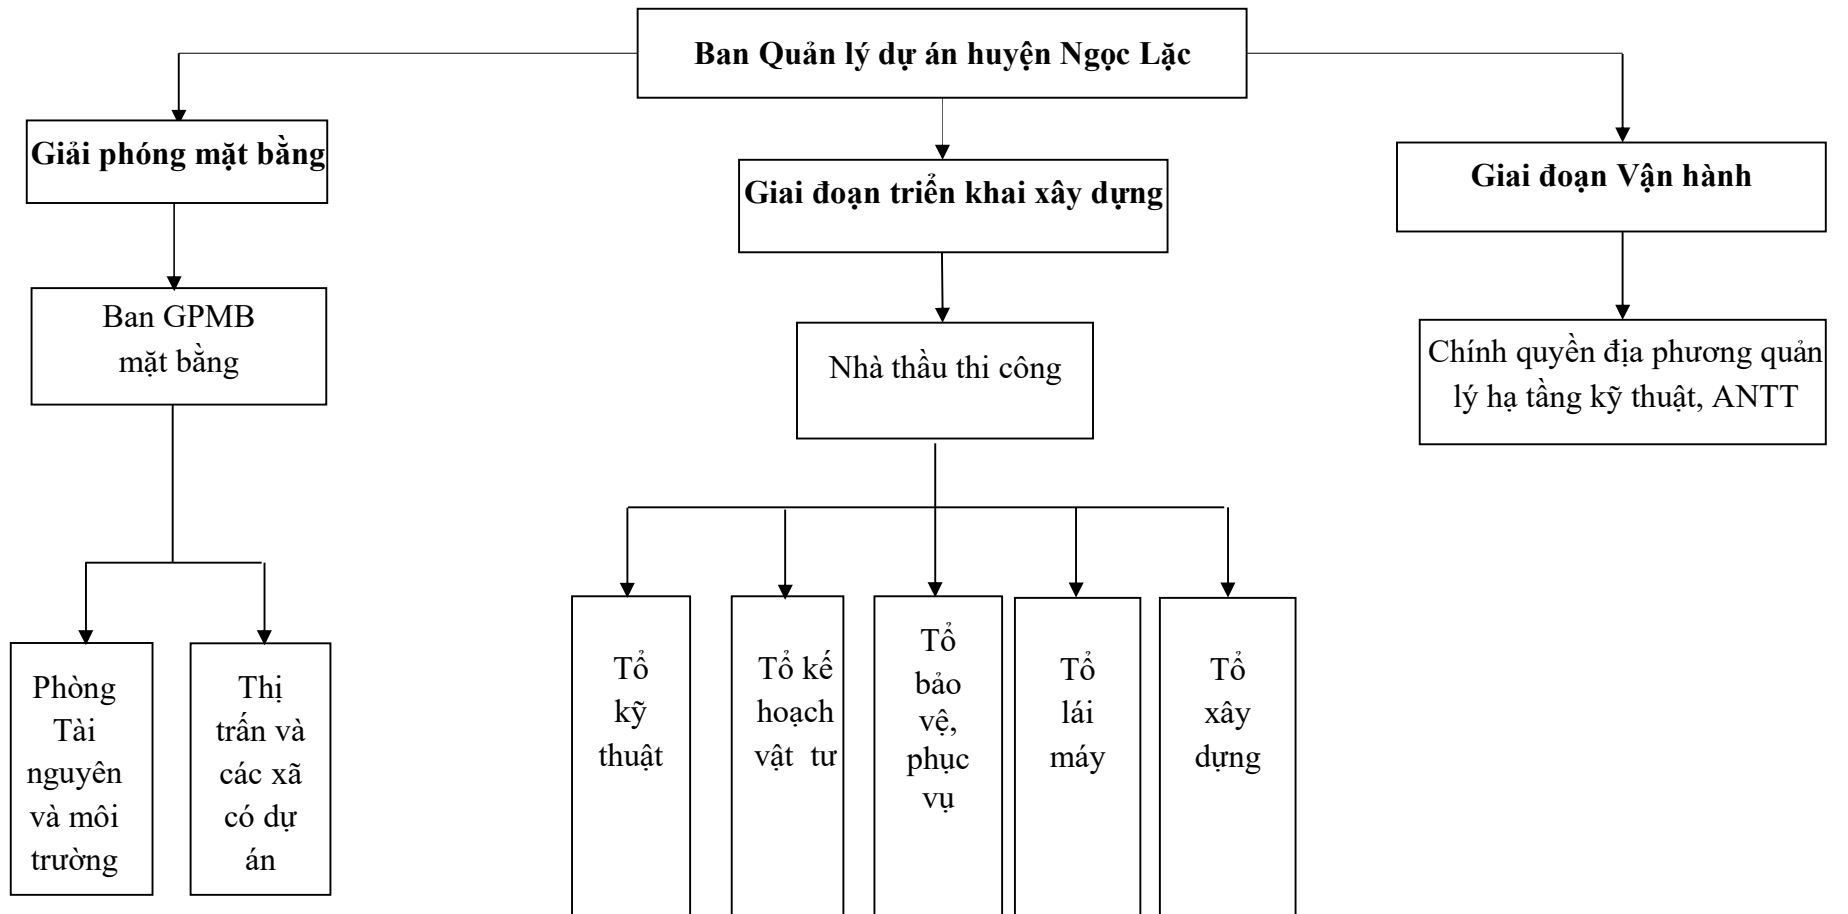 Ban Quản lý dự án huyện Ngọc Lặc
Giải phóng mặt bằng
Giai đoạn triển khai xây dựng
Giai đoạn Vận hành
Ban GPMB
mặt bằng
Nhà thầu thi công
Chính quyền địa phương quản
lý hạ tầng kỹ thuật, ANTT
Phòng
Tài
nguyên
và môi
trường
Thị
trấn và
các xã
có dự
án
Tổ
kỹ
thuật
Tổ kế
hoạch
vật tư
Tổ
bảo
vệ,
phục
vụ
Tổ
lái
máy
Tổ
xây
dựng